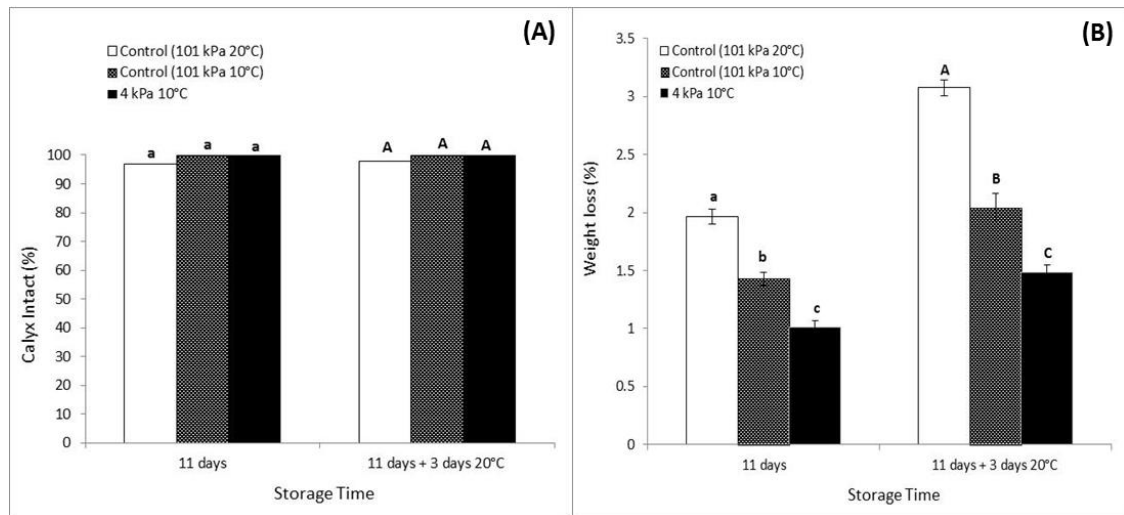 (A)
Control (101 kPa 20°C)
Control (101 kPa 10°C)
4 kPa 10°C
a a a A A A
100
90
80
70
60
50
40
30
20
10
0
Calyx Intact (%)
11 days 11 days + 3 days 20°C
Storage Time
(B)
3.5
3
2.5
2
1.5
1
0.5
0
Control (101 kPa 20°C)
Control (101 kPa 10°C)
4 kPa 10°C
a
b
c
A
B
C
Weight loss (%)
11 days 11 days + 3 days 20°C
Storage Time